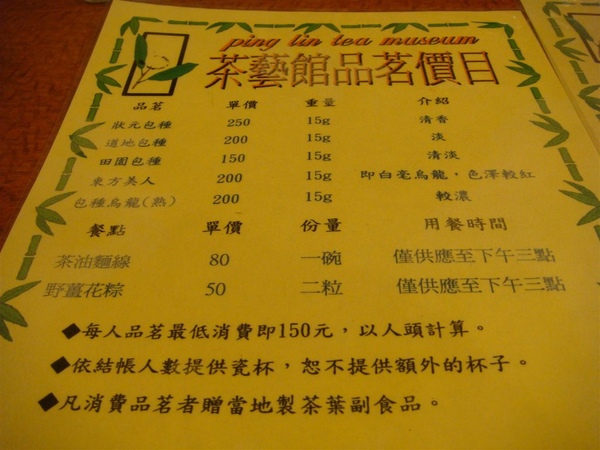 ping lin tea museum
茶藝館品茗價目
品茗 單價 重量 介紹
狀元包種 250 15g 清香
道地包種 200 15g 淡
田園包種 150 15g 清淡
東方美人 200 15g 即白毫烏龍，色澤較紅
包種烏龍(熟) 200 15g 較濃
餐點 單價 份量 用餐時間
茶油麵線 80 一碗 僅供應至下午三點
野薑花粽 50 二粒 僅供應至下午三點
◆每人品茗最低消費即150元，以人頭計算。
◆依結帳人數提供瓷杯，恕不提供額外的杯子。
◆凡消費品茗者贈當地製茶葉副食品。